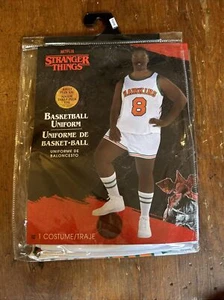 NETFLIX
STRANGER
THINGS
BASKETBALL
UNIFORM
UNIFORME DE
BASKET-BALL
UNIFORME DE
BALONCESTO
HAWKINS
8
1 COSTUME/TRAJE